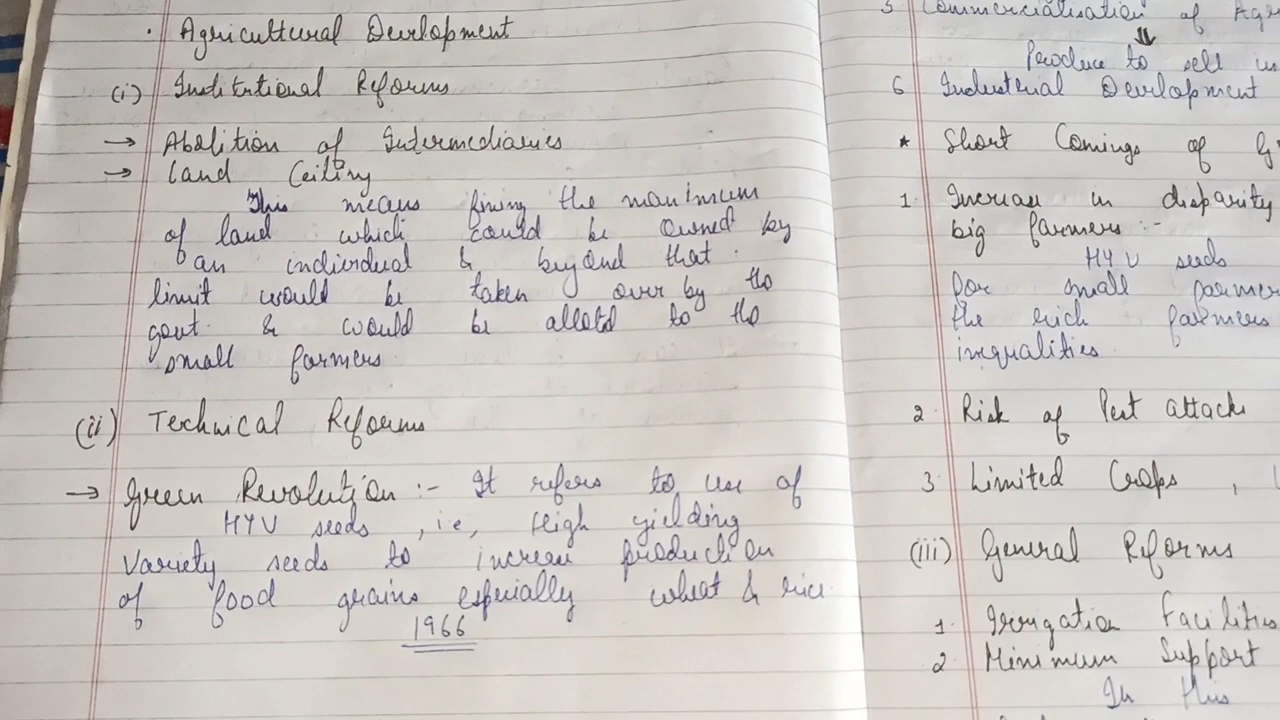 · Agricultural Development
(i) Institutional Reforms
→ Abolition of Intermediaries
→ Land Ceiling
This means fixing the maximum
of land which could be owned by
an individual & beyond that
limit would be taken over by the
govt. & would be alloted to the
small farmers
(ii) Technical Reforms
→ Green Revolution :- It refers to use of
HYV seeds, i.e, High yielding
Variety seeds to increase production
of food grains especially wheat & rice
1966
5 Commercialisation of Agr
Produce to sell in
6 Industrial Development
* Short Comings of G
1. Increase in disparity
big farmers :-
HYV seeds
for small farmer
the rich farmers
inequalities.
2. Risk of Pest attack
3. Limited Crops,
(iii) General Reforms
1. Irrigation Facilities
2. Minimum Support
In this